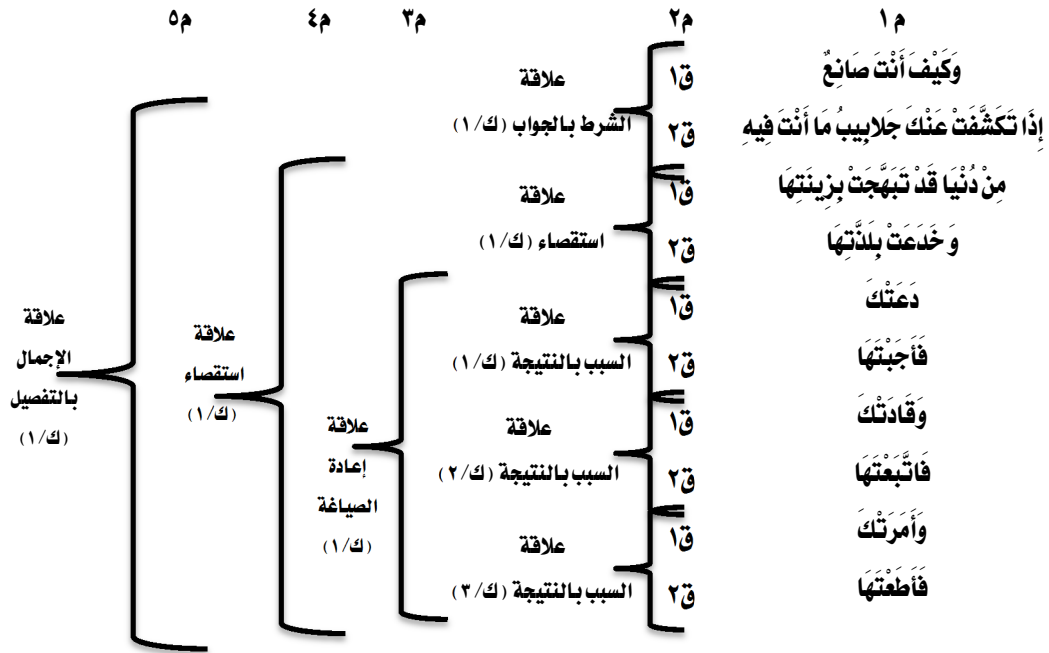 م ١ م٢ م٣ م٤ م٥
وَكَيْفَ أَنْتَ صَانِعٌ
إِذَا تَكَشَّفَتْ عَنْكَ جَلَابِيبُ مَا أَنْتَ فِيهِ
مِنْ دُنْيَا قَدْ تَبَهَّجَتْ بِزِينَتِهَا
وَ خَدَعَتْ بِلَذَّتِهَا
دَعَتْكَ
فَأَجَبْتَهَا
وَقَادَتْكَ
فَاتَّبَعْتَهَا
وَأَمَرَتْكَ
فَأَطَعْتَهَا
ق١
ق٢
ق١
ق٢
ق١
ق٢
ق١
ق٢
ق١
ق٢
علاقة
الشرط بالجواب (ك/١)
علاقة
استقصاء (ك/١)
علاقة
السبب بالنتيجة (ك/١)
علاقة
السبب بالنتيجة (ك/٢)
علاقة
السبب بالنتيجة (ك/٣)
علاقة
إعادة
الصياغة
(ك/١)
علاقة
استقصاء
(ك/١)
علاقة
الإجمال
بالتفصيل
(ك/١)